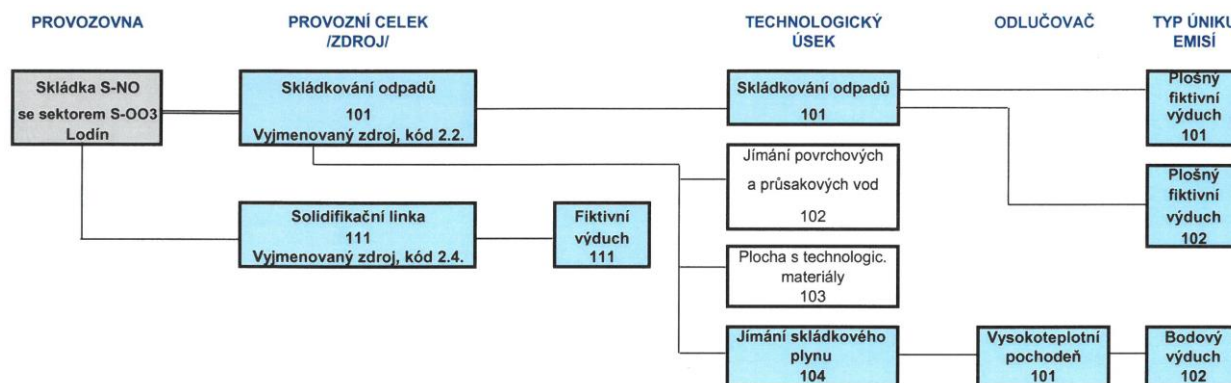 PROVOZOVNA
PROVOZNÍ CELEK
/ZDROJ/
TECHNOLOGICKÝ
ÚSEK
ODLUČOVAČ
TYP ÚNIKU
EMISÍ
Skládka S-NO
se sektorem S-OO3
Lodín
Skládkování odpadů
101
Vyjmenovaný zdroj, kód 2.2.
Skládkování odpadů
101
Plošný
fiktivní
výduch
101
Jímání povrchových
a průsakových vod
102
Plošný
fiktivní
výduch
102
Solidifikační linka
111
Vyjmenovaný zdroj, kód 2.4.
Fiktivní
výduch
111
Plocha s technologic.
materiály
103
Jímání skládkového
plynu
104
Vysokoteplotní
pochodeň
101
Bodový
výduch
102